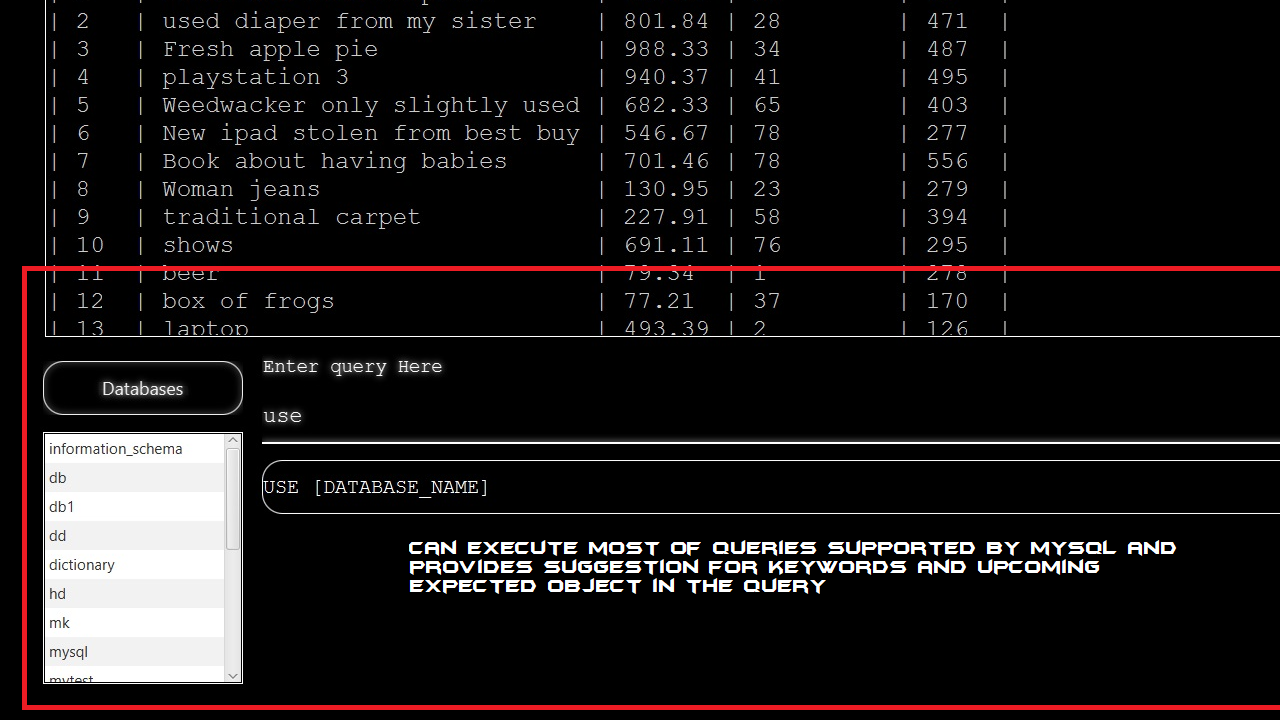 | 2 | used diaper from my sister | 801.84 | 28 | 471 |
| 3 | Fresh apple pie | 988.33 | 34 | 487 |
| 4 | playstation 3 | 940.37 | 41 | 495 |
| 5 | Weedwacker only slightly used | 682.33 | 65 | 403 |
| 6 | New ipad stolen from best buy | 546.67 | 78 | 277 |
| 7 | Book about having babies | 701.46 | 78 | 556 |
| 8 | Woman jeans | 130.95 | 23 | 279 |
| 9 | traditional carpet | 227.91 | 58 | 394 |
| 10 | shows | 691.11 | 76 | 295 |
| 11 | beer | 79.34 | 1 | 278 |
| 12 | box of frogs | 77.21 | 37 | 170 |
| 13 | laptop | 493.39 | 2 | 126 |
Enter query Here
Databases
use
information_schema
db
db1
dd
dictionary
hd
mk
mysql
mytest
USE [DATABASE_NAME]
CAN EXECUTE MOST OF QUERIES SUPPORTED BY MYSQL AND
PROVIDES SUGGESTION FOR KEYWORDS AND UPCOMING
EXPECTED OBJECT IN THE QUERY